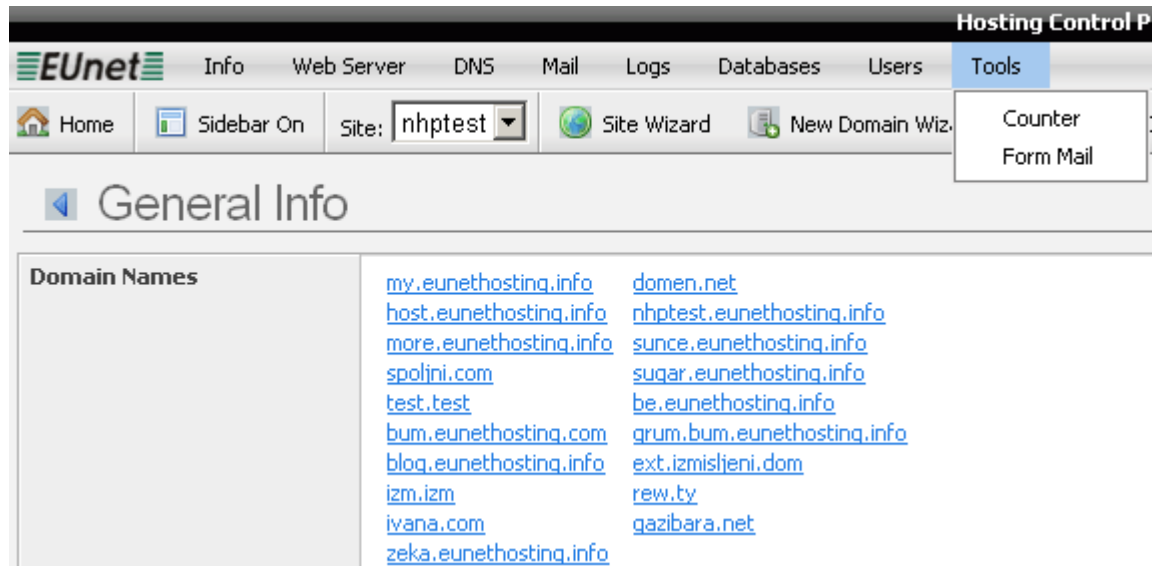 Hosting Control P
EUnet Info Web Server DNS Mail Logs Databases Users Tools
Home Sidebar On Site: nhptest Site Wizard New Domain Wiz
Counter
Form Mail
General Info
Domain Names
my.eunethosting.info domen.net
host.eunethosting.info nhptest.eunethosting.info
more.eunethosting.info sunce.eunethosting.info
spoljni.com sugar.eunethosting.info
test.test be.eunethosting.info
bum.eunethosting.com grum.bum.eunethosting.info
blog.eunethosting.info ext.izmisljeni.dom
izm.izm rew.ty
ivana.com gazibara.net
zeka.eunethosting.info